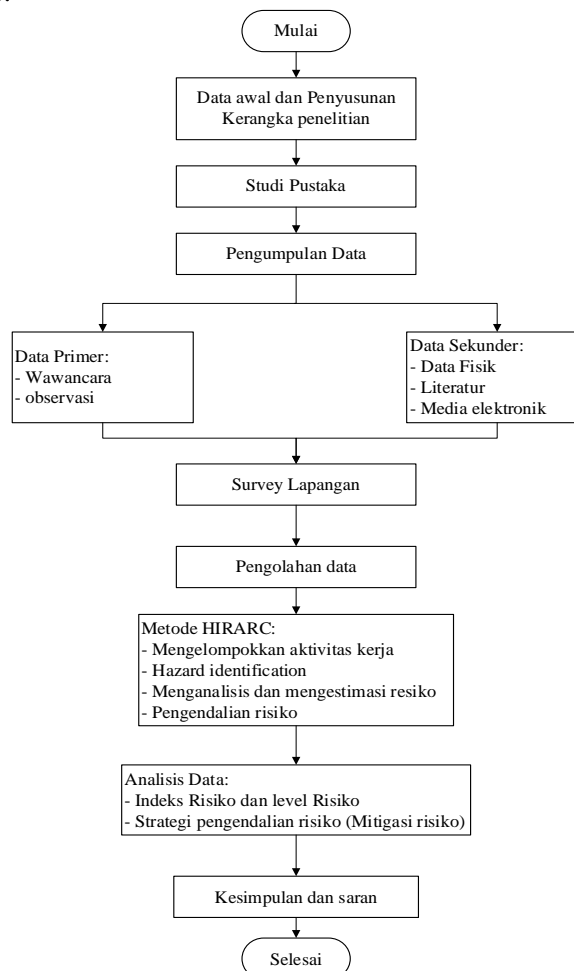 Mulai
Data awal dan Penyusunan
Kerangka penelitian
Studi Pustaka
Pengumpulan Data
Data Primer:
- Wawancara
- observasi
Data Sekunder:
- Data Fisik
- Literatur
- Media elektronik
Survey Lapangan
Pengolahan data
Metode HIRARC:
- Mengelompokkan aktivitas kerja
- Hazard identification
- Menganalisis dan mengestimasi resiko
- Pengendalian risiko
Analisis Data:
- Indeks Risiko dan level Risiko
- Strategi pengendalian risiko (Mitigasi risiko)
Kesimpulan dan saran
Selesai